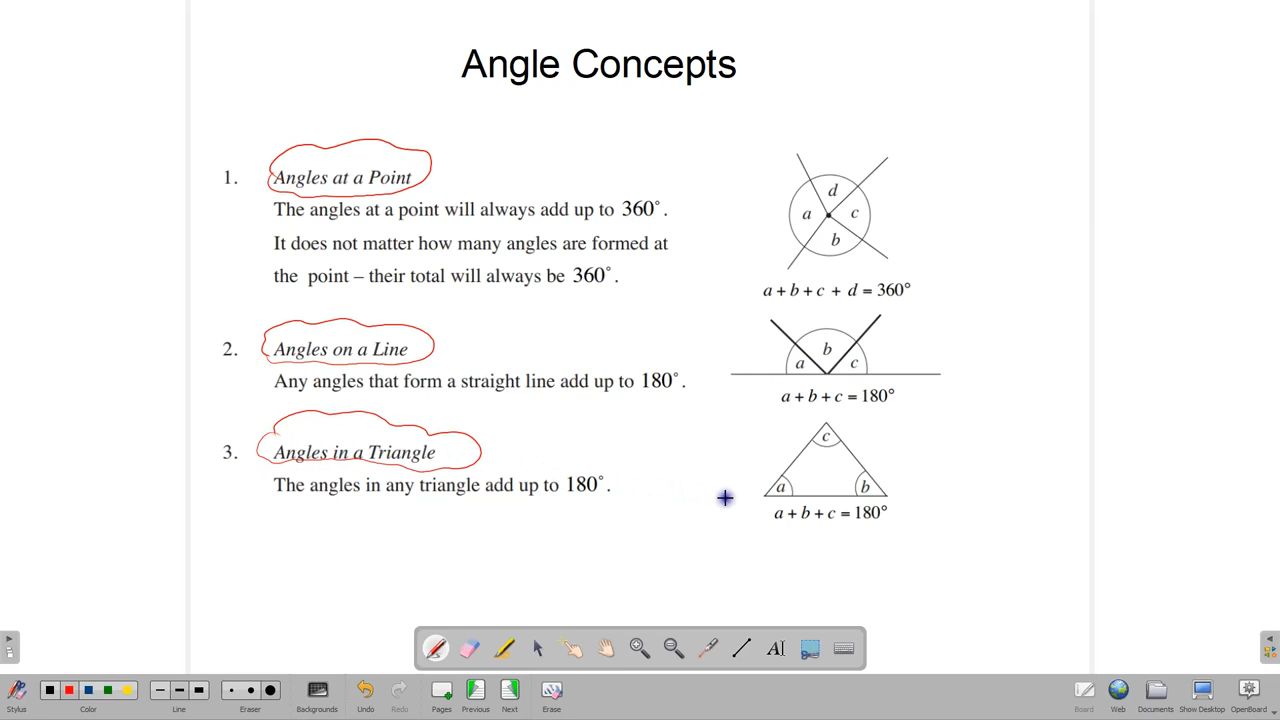 Angle Concepts
1. Angles at a Point
The angles at a point will always add up to 360°.
It does not matter how many angles are formed at
the point – their total will always be 360°.
d
a
c
b
a + b + c + d = 360°
2. Angles on a Line
Any angles that form a straight line add up to 180°.
b
a
c
a + b + c = 180°
3. Angles in a Triangle
The angles in any triangle add up to 180°.
c
a
b
a + b + c = 180°
AI
Stylus
Color
Line
Eraser
Backgrounds
Undo
Redo
Pages
Previous
Next
Erase
Board
Web
Documents
Show Desktop
OpenBoard